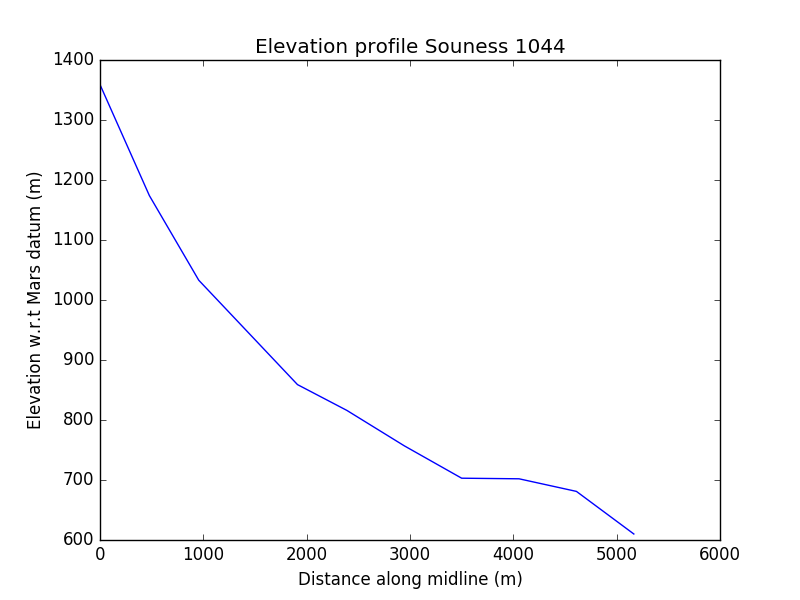 Elevation profile Souness 1044
1400
1300
1200
1100
1000
900
800
700
600
Elevation w.r.t Mars datum (m)
0 1000 2000 3000 4000 5000 6000
Distance along midline (m)